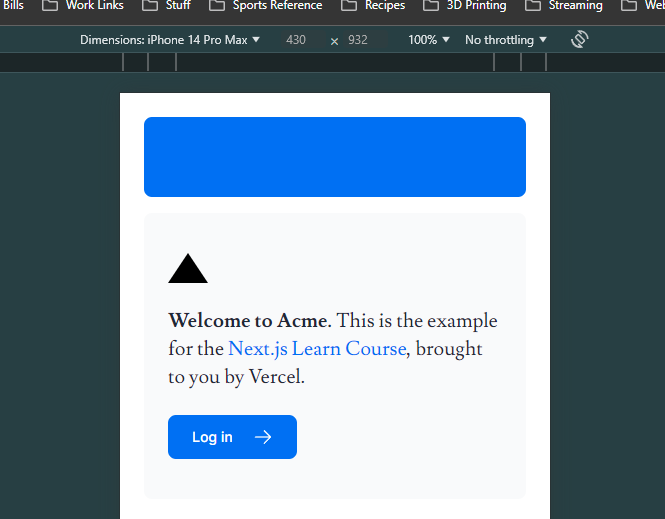 Bills Work Links Stuff Sports Reference Recipes 3D Printing Streaming
Dimensions: iPhone 14 Pro Max 430 × 932 100% No throttling
Welcome to Acme. This is the example
for the Next.js Learn Course, brought
to you by Vercel.
Log in